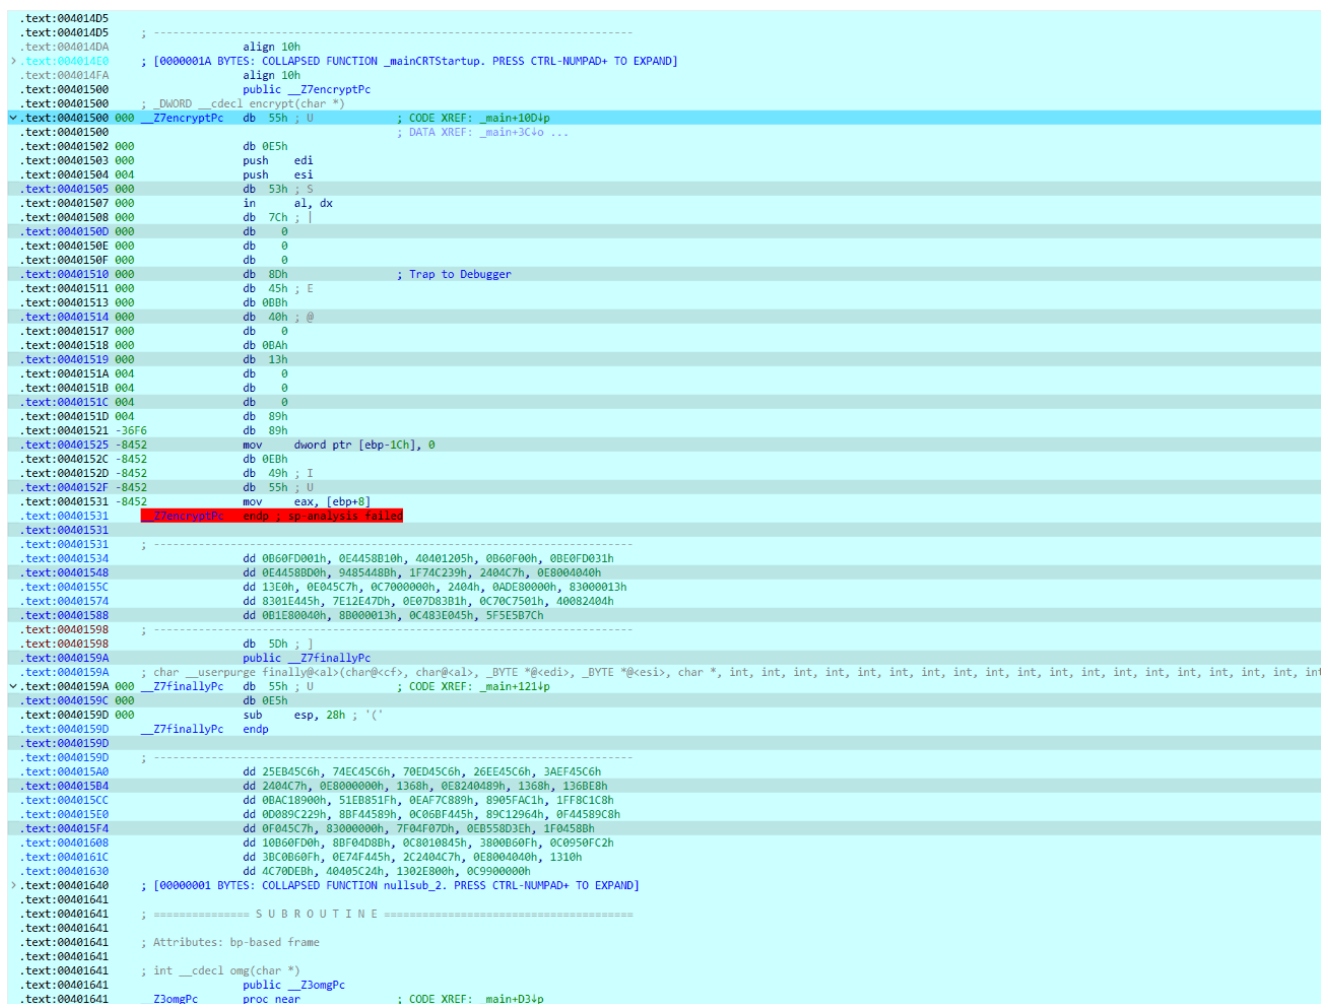 .text:004014D5
.text:004014D5 ; ---------------------------------------------------------------------------
.text:004014DA align 10h
.text:004014E0 ; [0000001A BYTES: COLLAPSED FUNCTION _mainCRTStartup. PRESS CTRL-NUMPAD+ TO EXPAND]
.text:004014FA align 10h
.text:00401500 public __Z7encryptPc
.text:00401500 ; _DWORD __cdecl encrypt(char *)
.text:00401500 000 __Z7encryptPc db 55h ; U ; CODE XREF: _main+10D↓p
.text:00401500 ; DATA XREF: _main+3C↓o ...
.text:00401502 000 db 0E5h
.text:00401503 000 push edi
.text:00401504 004 push esi
.text:00401505 000 db 53h ; S
.text:00401507 000 in al, dx
.text:00401508 000 db 7Ch ; |
.text:0040150D 000 db 0
.text:0040150E 000 db 0
.text:0040150F 000 db 0
.text:00401510 000 db 8Dh ; Trap to Debugger
.text:00401511 000 db 45h ; E
.text:00401513 000 db 0BBh
.text:00401514 000 db 40h ; @
.text:00401517 000 db 0
.text:00401518 000 db 0BAh
.text:00401519 000 db 13h
.text:0040151A 004 db 0
.text:0040151B 004 db 0
.text:0040151C 004 db 0
.text:0040151D 004 db 89h
.text:00401521 -36F6 db 89h
.text:00401525 -8452 mov dword ptr [ebp-1Ch], 0
.text:0040152C -8452 db 0EBh
.text:0040152D -8452 db 49h ; I
.text:0040152F -8452 db 55h ; U
.text:00401531 -8452 mov eax, [ebp+8]
.text:00401531 __Z7encryptPc endp ; sp-analysis failed
.text:00401531
.text:00401531 ; ---------------------------------------------------------------------------
.text:00401534 dd 0B60FD001h, 0E4458B10h, 40401205h, 0B60F00h, 0BE0FD031h
.text:00401548 dd 0E4458BD0h, 9485448Bh, 1F74C239h, 2404C7h, 0E8004040h
.text:0040155C dd 13E0h, 0E045C7h, 0C7000000h, 2404h, 0ADE80000h, 83000013h
.text:00401574 dd 8301E445h, 7E12E47Dh, 0E07D83B1h, 0C70C7501h, 40082404h
.text:00401588 dd 0B1E80040h, 8B000013h, 0C483E045h, 5F5E5B7Ch
.text:00401598 ; ---------------------------------------------------------------------------
.text:00401598 db 5Dh ; ]
.text:0040159A public __Z7finallyPc
.text:0040159A ; char __userpurge finally@<al>(char@<cf>, char@<al>, _BYTE *@<edi>, _BYTE *@<esi>, char *, int, int, int, int, int, int, int, int, int, int, int, int, int, int, int, int, int, int, int
.text:0040159A 000 __Z7finallyPc db 55h ; U ; CODE XREF: _main+121↓p
.text:0040159C 000 db 0E5h
.text:0040159D 000 sub esp, 28h ; '('
.text:0040159D __Z7finallyPc endp
.text:0040159D
.text:0040159D ; ---------------------------------------------------------------------------
.text:004015A0 dd 25EB45C6h, 74EC45C6h, 70ED45C6h, 26EE45C6h, 3AEF45C6h
.text:004015B4 dd 2404C7h, 0E8000000h, 1368h, 0E8240489h, 1368h, 136BE8h
.text:004015CC dd 0BAC18900h, 51EB851Fh, 0EAF7C889h, 8905FAC1h, 1FF8C1C8h
.text:004015E0 dd 0D089C229h, 8BF44589h, 0C06BF445h, 89C12964h, 0F44589C8h
.text:004015F4 dd 0F045C7h, 83000000h, 7F04F07Dh, 0EB558D3Eh, 1F0458Bh
.text:00401608 dd 10B60FD0h, 8BF04D8Bh, 0C8010845h, 3800B60Fh, 0C0950FC2h
.text:0040161C dd 3BC0B60Fh, 0E74F445h, 2C2404C7h, 0E8004040h, 1310h
.text:00401630 dd 4C70DEBh, 40405C24h, 1302E800h, 0C9900000h
.text:00401640 ; [00000001 BYTES: COLLAPSED FUNCTION nullsub_2. PRESS CTRL-NUMPAD+ TO EXPAND]
.text:00401641
.text:00401641 ; =============== S U B R O U T I N E =======================================
.text:00401641
.text:00401641 ; Attributes: bp-based frame
.text:00401641
.text:00401641 ; int __cdecl omg(char *)
.text:00401641 public __Z3omgPc
.text:00401641 __Z3omgPc proc near ; CODE XREF: _main+D3↓p